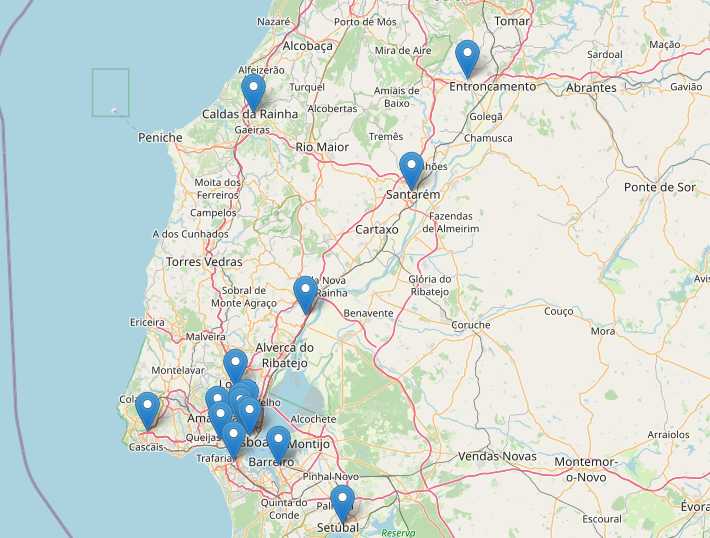 Nazaré
Porto de Mós
Tomar
Alcobaça
Mira de Aire
Mação
Sardoal
Alfeizerão
Entroncamento
Abrantes
Gavião
Turquel
Amiais de
Baixo
Caldas da Rainha
Alcobertas
Golegã
Gaeiras
Peniche
Tremês
Chamusca
Rio Maior
Moita dos
Ferreiros
Santarém
Ponte de Sor
Campelos
Fazendas
de Almeirim
A dos Cunhados
Cartaxo
Torres Vedras
Glória do
Ribatejo
Sobral de
Monte Agraço
Benavente
Couço
Ericeira
Coruche
Mora
Malveira
Alverca do
Ribatejo
Montelavar
Alcochete
Arraiolos
Cascais
Queijas
Montijo
Trafaria
Barreiro
Vendas Novas
Montemor-
o-Novo
Pinhal Novo
Quinta do
Conde
Setúbal
Escoural
Évora
Reserva